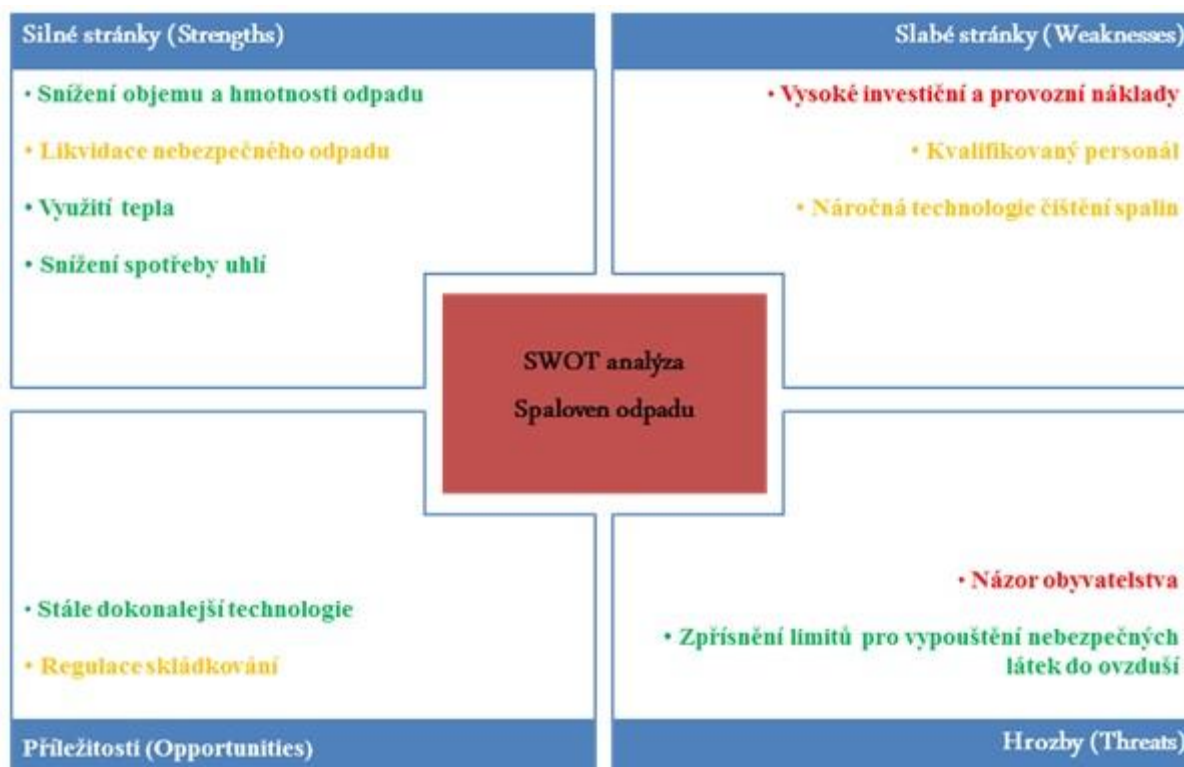 Silné stránky (Strengths)
• Snížení objemu a hmotnosti odpadu
• Likvidace nebezpečného odpadu
• Využití tepla
• Snížení spotřeby uhlí
Slabé stránky (Weaknesses)
• Vysoké investiční a provozní náklady
• Kvalifikovaný personál
• Náročná technologie čištění spalin
SWOT analýza
Spaloven odpadu
• Stále dokonalejší technologie
• Regulace skládkování
Příležitosti (Opportunities)
• Názor obyvatelstva
• Zpřísnění limitů pro vypouštění nebezpečných
látek do ovzduší
Hrozby (Threats)